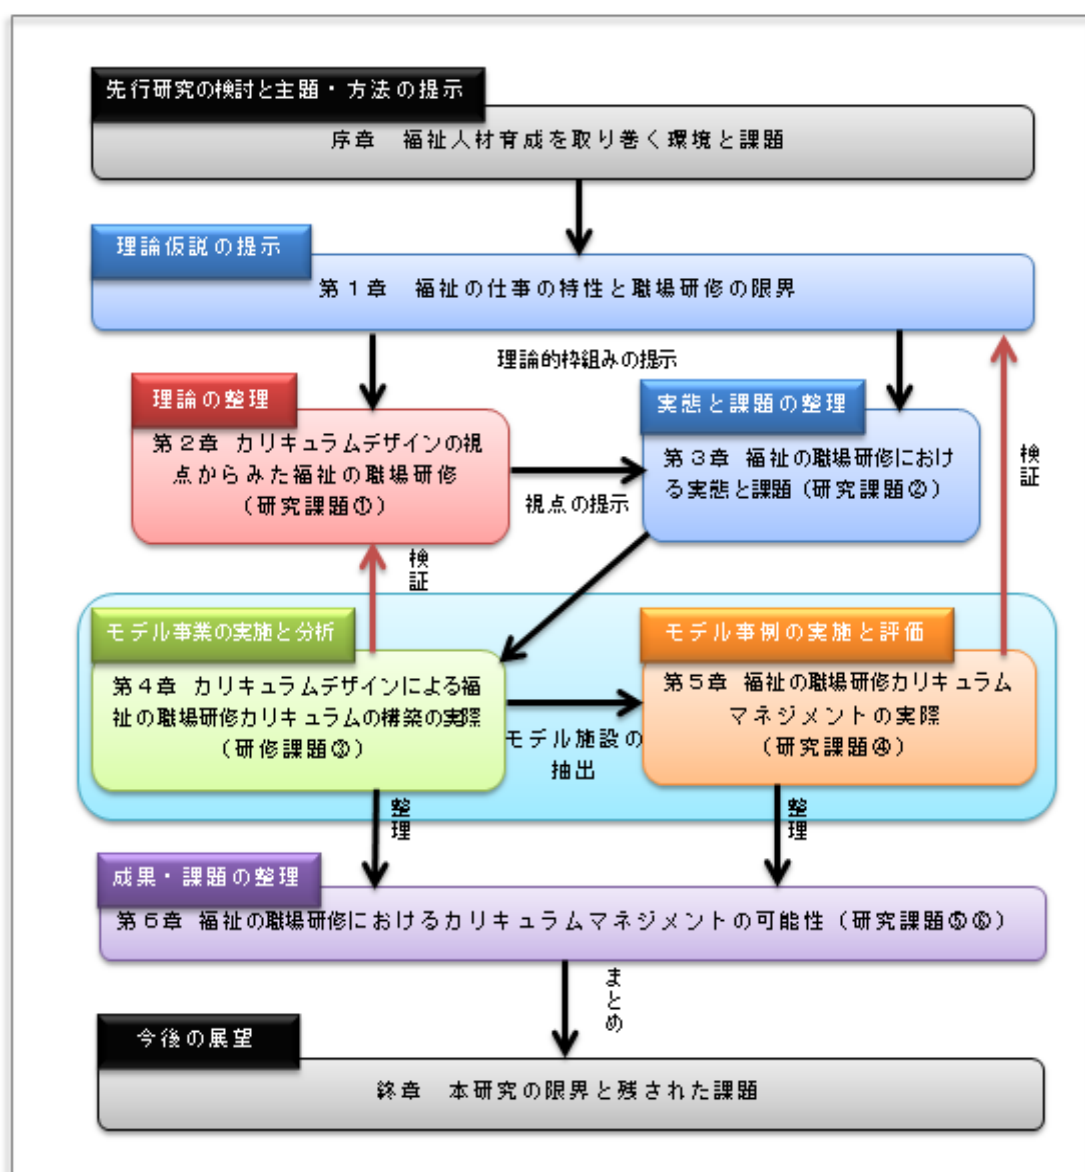 先行研究の検討と主題・方法の提示
序章　福祉人材育成を取り巻く環境と課題
理論仮説の提示
第１章　福祉の仕事の特性と職場研修の限界
理論的枠組みの提示
理論の整理
第２章 カリキュラムデザインの視
点からみた福祉の職場研修
（研究課題①）
視点の提示
実態と課題の整理
第３章 福祉の職場研修におけ
る実態と課題（研究課題②）
検証
検証
モデル事業の実施と分析
第４章 カリキュラムデザインによる福
祉の職場研修カリキュラムの構築の実際
（研修課題③）
モデル施設の
抽出
モデル事例の実施と評価
第５章 福祉の職場研修カリキュラム
マネジメントの実際
（研究課題④）
整理
整理
成果・課題の整理
第６章 福祉の職場研修におけるカリキュラムマネジメントの可能性（研究課題⑤⑥）
まとめ
今後の展望
終章　本研究の限界と残された課題